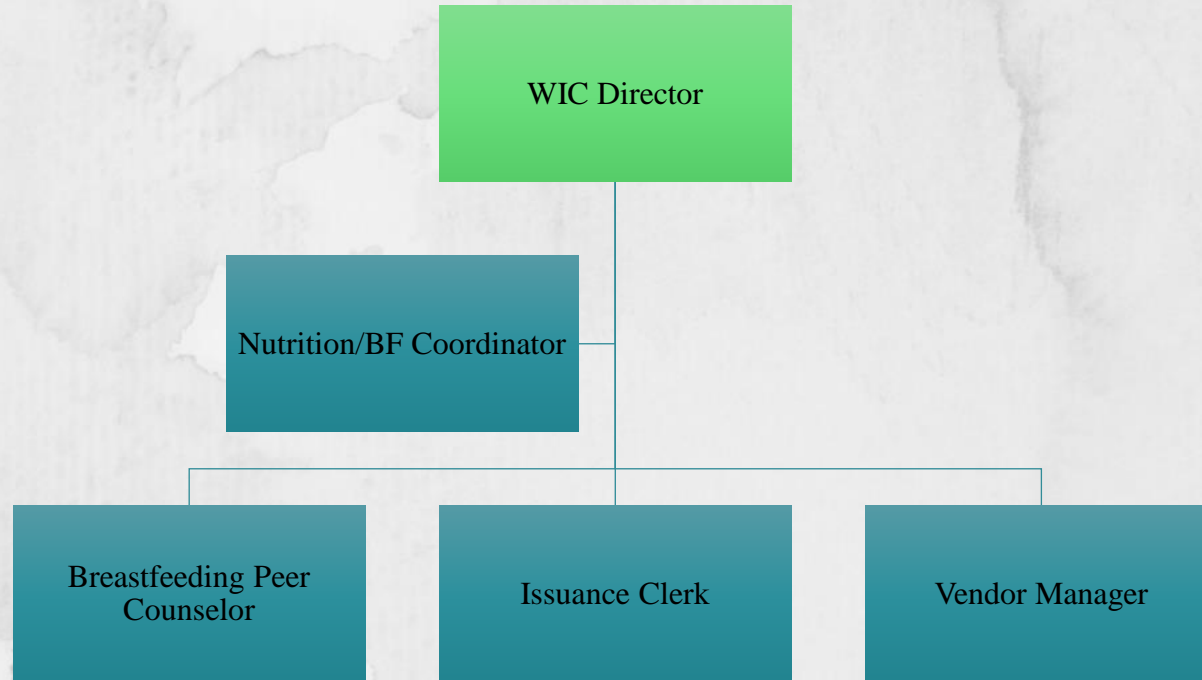 WIC Director
Nutrition/BF Coordinator
Breastfeeding Peer
Counselor
Issuance Clerk
Vendor Manager